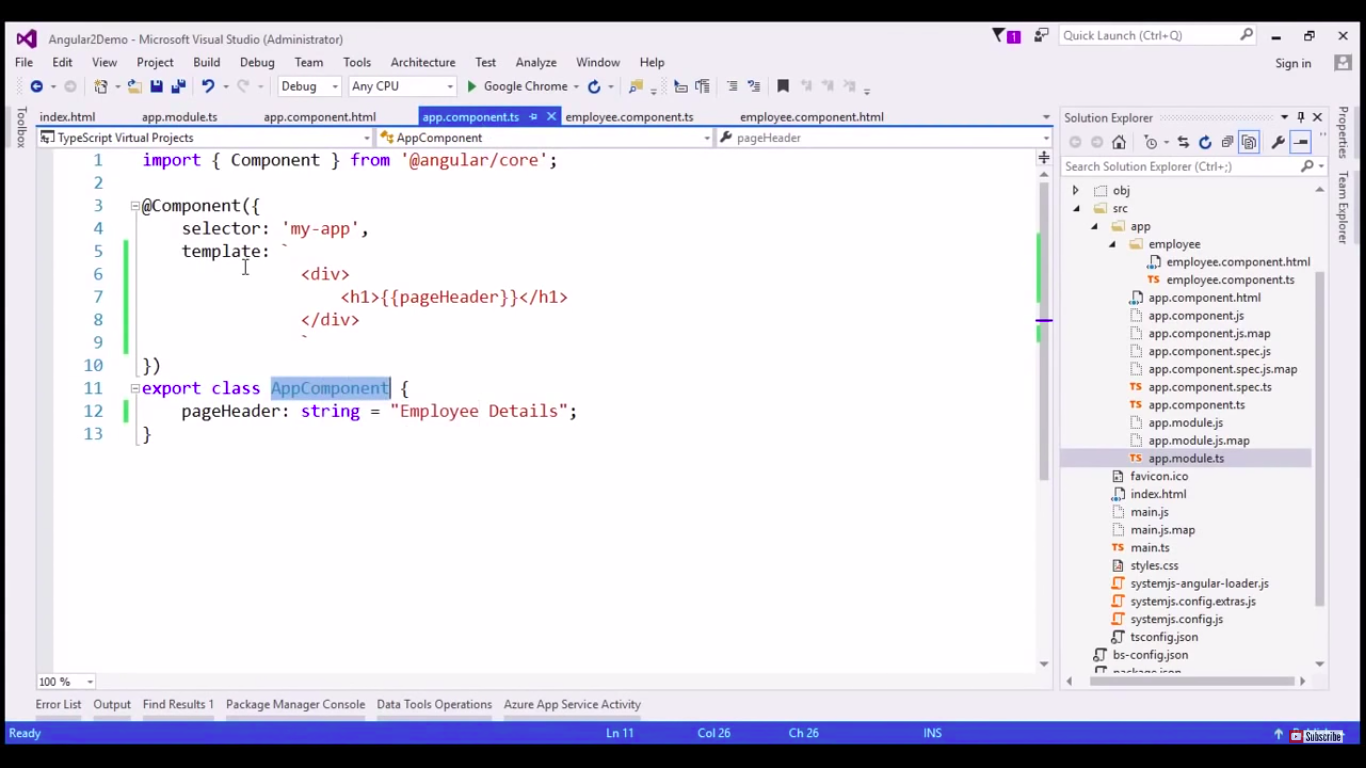 Angular2Demo - Microsoft Visual Studio (Administrator)
1
Quick Launch (Ctrl+Q)
File Edit View Project Build Debug Team Tools Architecture Test Analyze Window Help
Sign in
Debug Any CPU Google Chrome
Toolbox
index.html app.module.ts app.component.html app.component.ts employee.component.ts employee.component.html
TypeScript Virtual Projects AppComponent pageHeader
1 import { Component } from '@angular/core';
2
3 @Component({
4 selector: 'my-app',
5 template: `
6 <div>
7 <h1>{{pageHeader}}</h1>
8 </div>
9 `
10 })
11 export class AppComponent {
12 pageHeader: string = "Employee Details";
13 }
100 %
Solution Explorer
Search Solution Explorer (Ctrl+;)
obj
src
app
employee
employee.component.html
employee.component.ts
app.component.html
app.component.js
app.component.js.map
app.component.spec.js
app.component.spec.js.map
TS app.component.spec.ts
TS app.component.ts
app.module.js
app.module.js.map
TS app.module.ts
favicon.ico
index.html
main.js
main.js.map
TS main.ts
styles.css
systemjs-angular-loader.js
systemjs.config.extras.js
systemjs.config.js
tsconfig.json
bs-config.json
package.json
Properties
Team Explorer
Error List Output Find Results 1 Package Manager Console Data Tools Operations Azure App Service Activity
Ready Ln 11 Col 26 Ch 26 INS
Subscribe